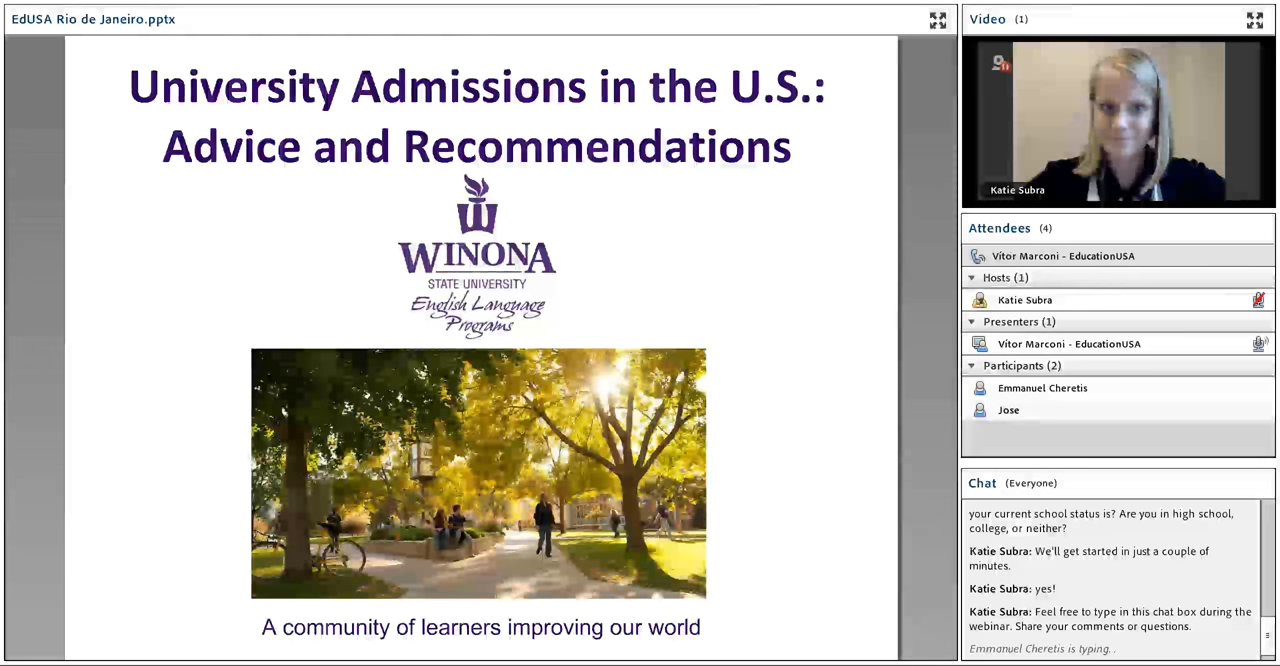 EdUSA Rio de Janeiro.pptx
University Admissions in the U.S.:
Advice and Recommendations
WINONA
STATE UNIVERSITY
English Language
Programs
A community of learners improving our world
Video (1)
Katie Subra
Attendees (4)
Vítor Marconi - EducationUSA
Hosts (1)
Katie Subra
Presenters (1)
Vítor Marconi - EducationUSA
Participants (2)
Emmanuel Cheretis
Jose
Chat (Everyone)
your current school status is? Are you in high school,
college, or neither?
Katie Subra: We'll get started in just a couple of
minutes.
Katie Subra: yes!
Katie Subra: Feel free to type in this chat box during the
webinar. Share your comments or questions.
Emmanuel Cheretis is typing..